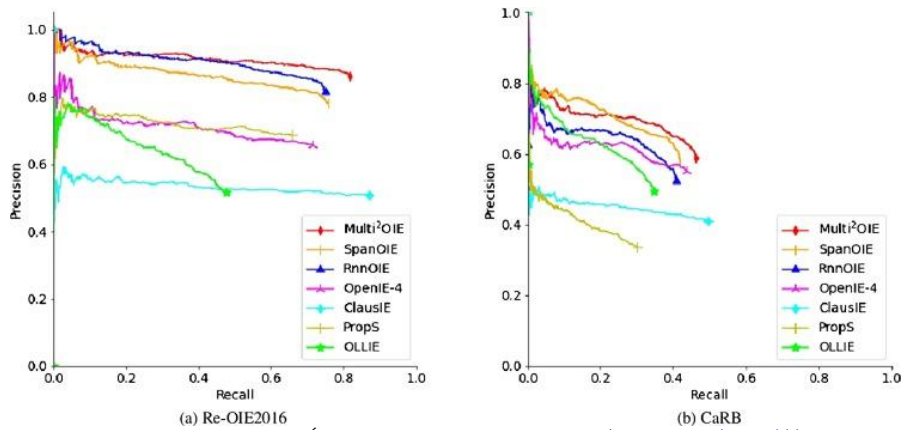 1.0
0.8
0.6
0.4
0.2
0.0
Precision
0.0 0.2 0.4 0.6 0.8 1.0
Recall
Multi²OIE
SpanOIE
RnnOIE
OpenIE-4
ClausIE
PropS
OLLIE
(a) Re-OIE2016
1.0
0.8
0.6
0.4
0.2
0.0
Precision
0.0 0.2 0.4 0.6 0.8 1.0
Recall
Multi²OIE
SpanOIE
RnnOIE
OpenIE-4
ClausIE
PropS
OLLIE
(b) CaRB